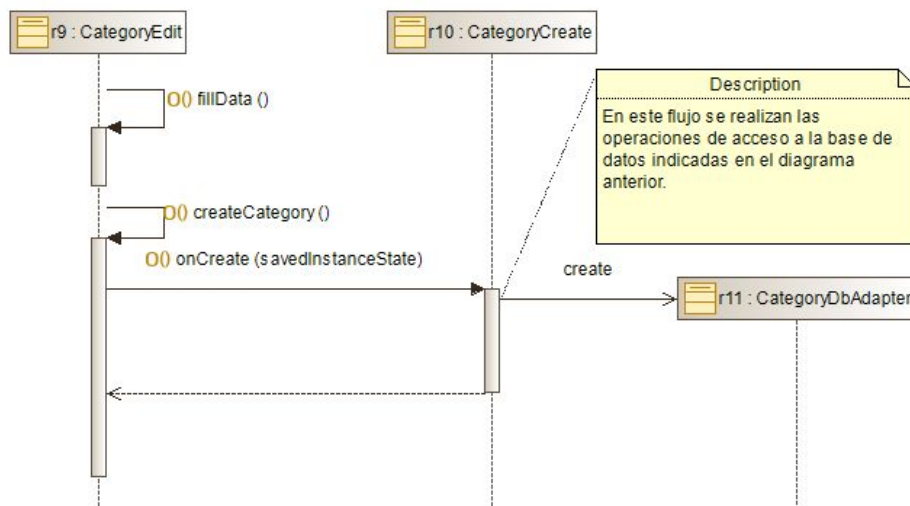 r9 : CategoryEdit
r10 : CategoryCreate
O() fillData ()
Description
En este flujo se realizan las
operaciones de acceso a la base de
datos indicadas en el diagrama
anterior.
O() createCategory ()
O() onCreate (savedInstanceState)
create
r11 : CategoryDbAdapter